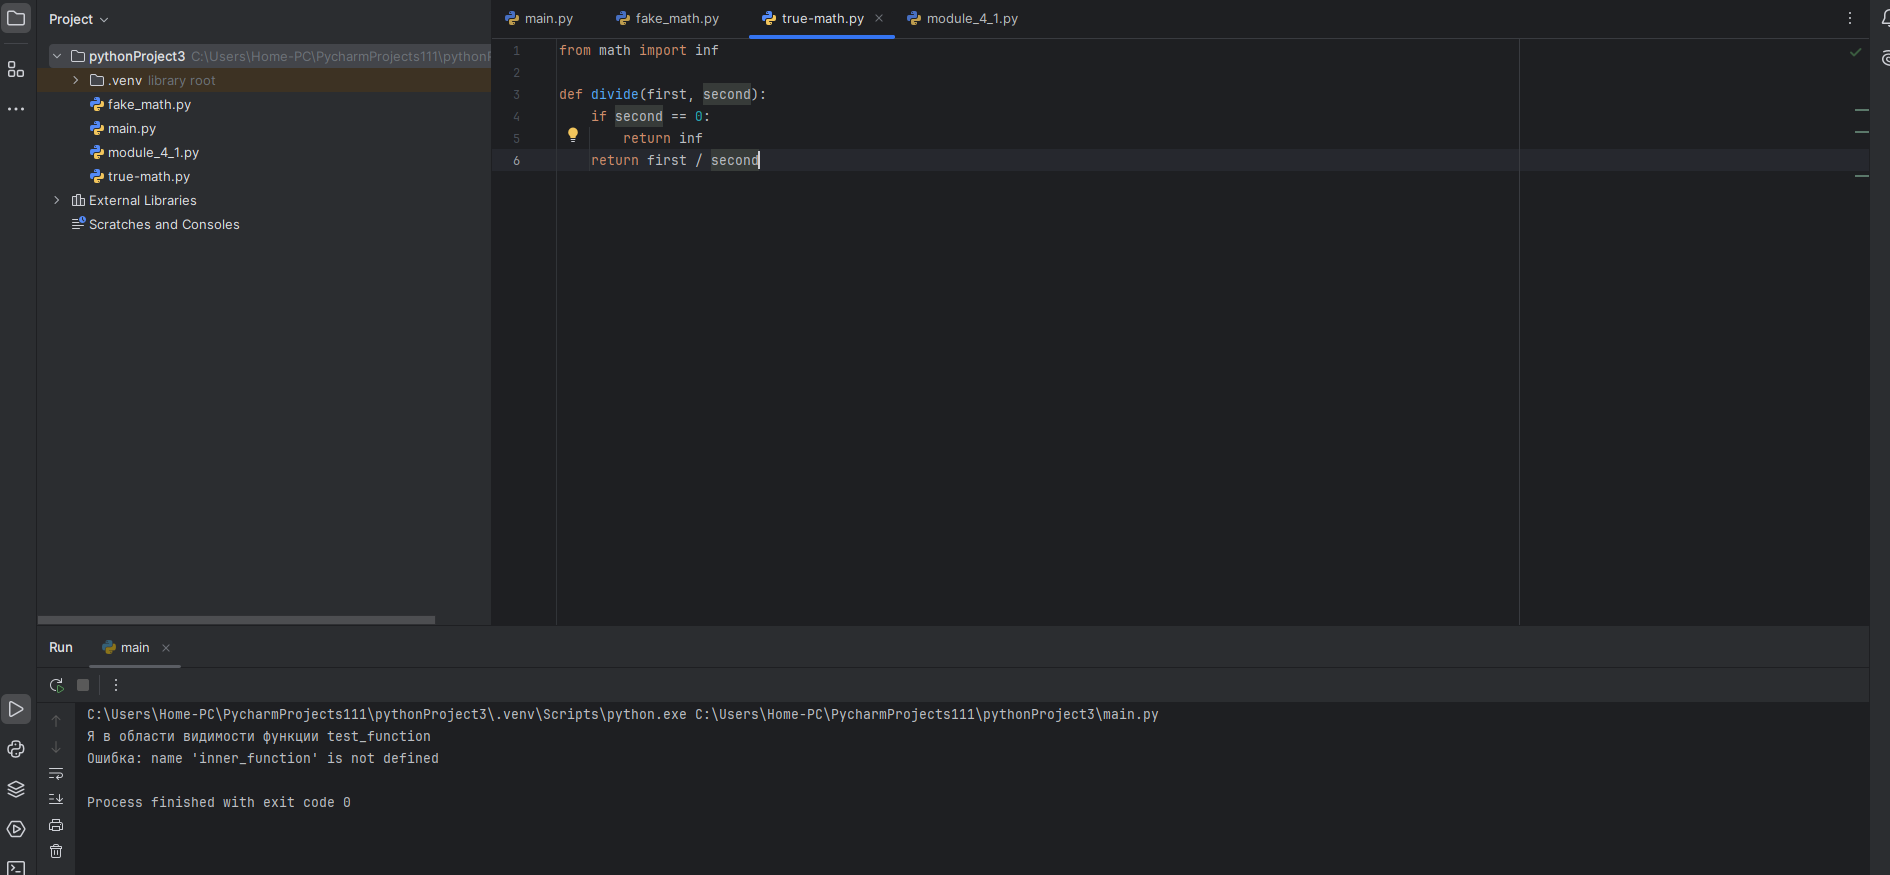 Project
pythonProject3 C:\Users\Home-PC\PycharmProjects111\pythonP
.venv library root
fake_math.py
main.py
module_4_1.py
true-math.py
External Libraries
Scratches and Consoles
main.py fake_math.py true-math.py module_4_1.py
1 from math import inf
2
3 def divide(first, second):
4 if second == 0:
5 return inf
6 return first / second
Run main
C:\Users\Home-PC\PycharmProjects111\pythonProject3\.venv\Scripts\python.exe C:\Users\Home-PC\PycharmProjects111\pythonProject3\main.py
Я в области видимости функции test_function
Ошибка: name 'inner_function' is not defined
Process finished with exit code 0